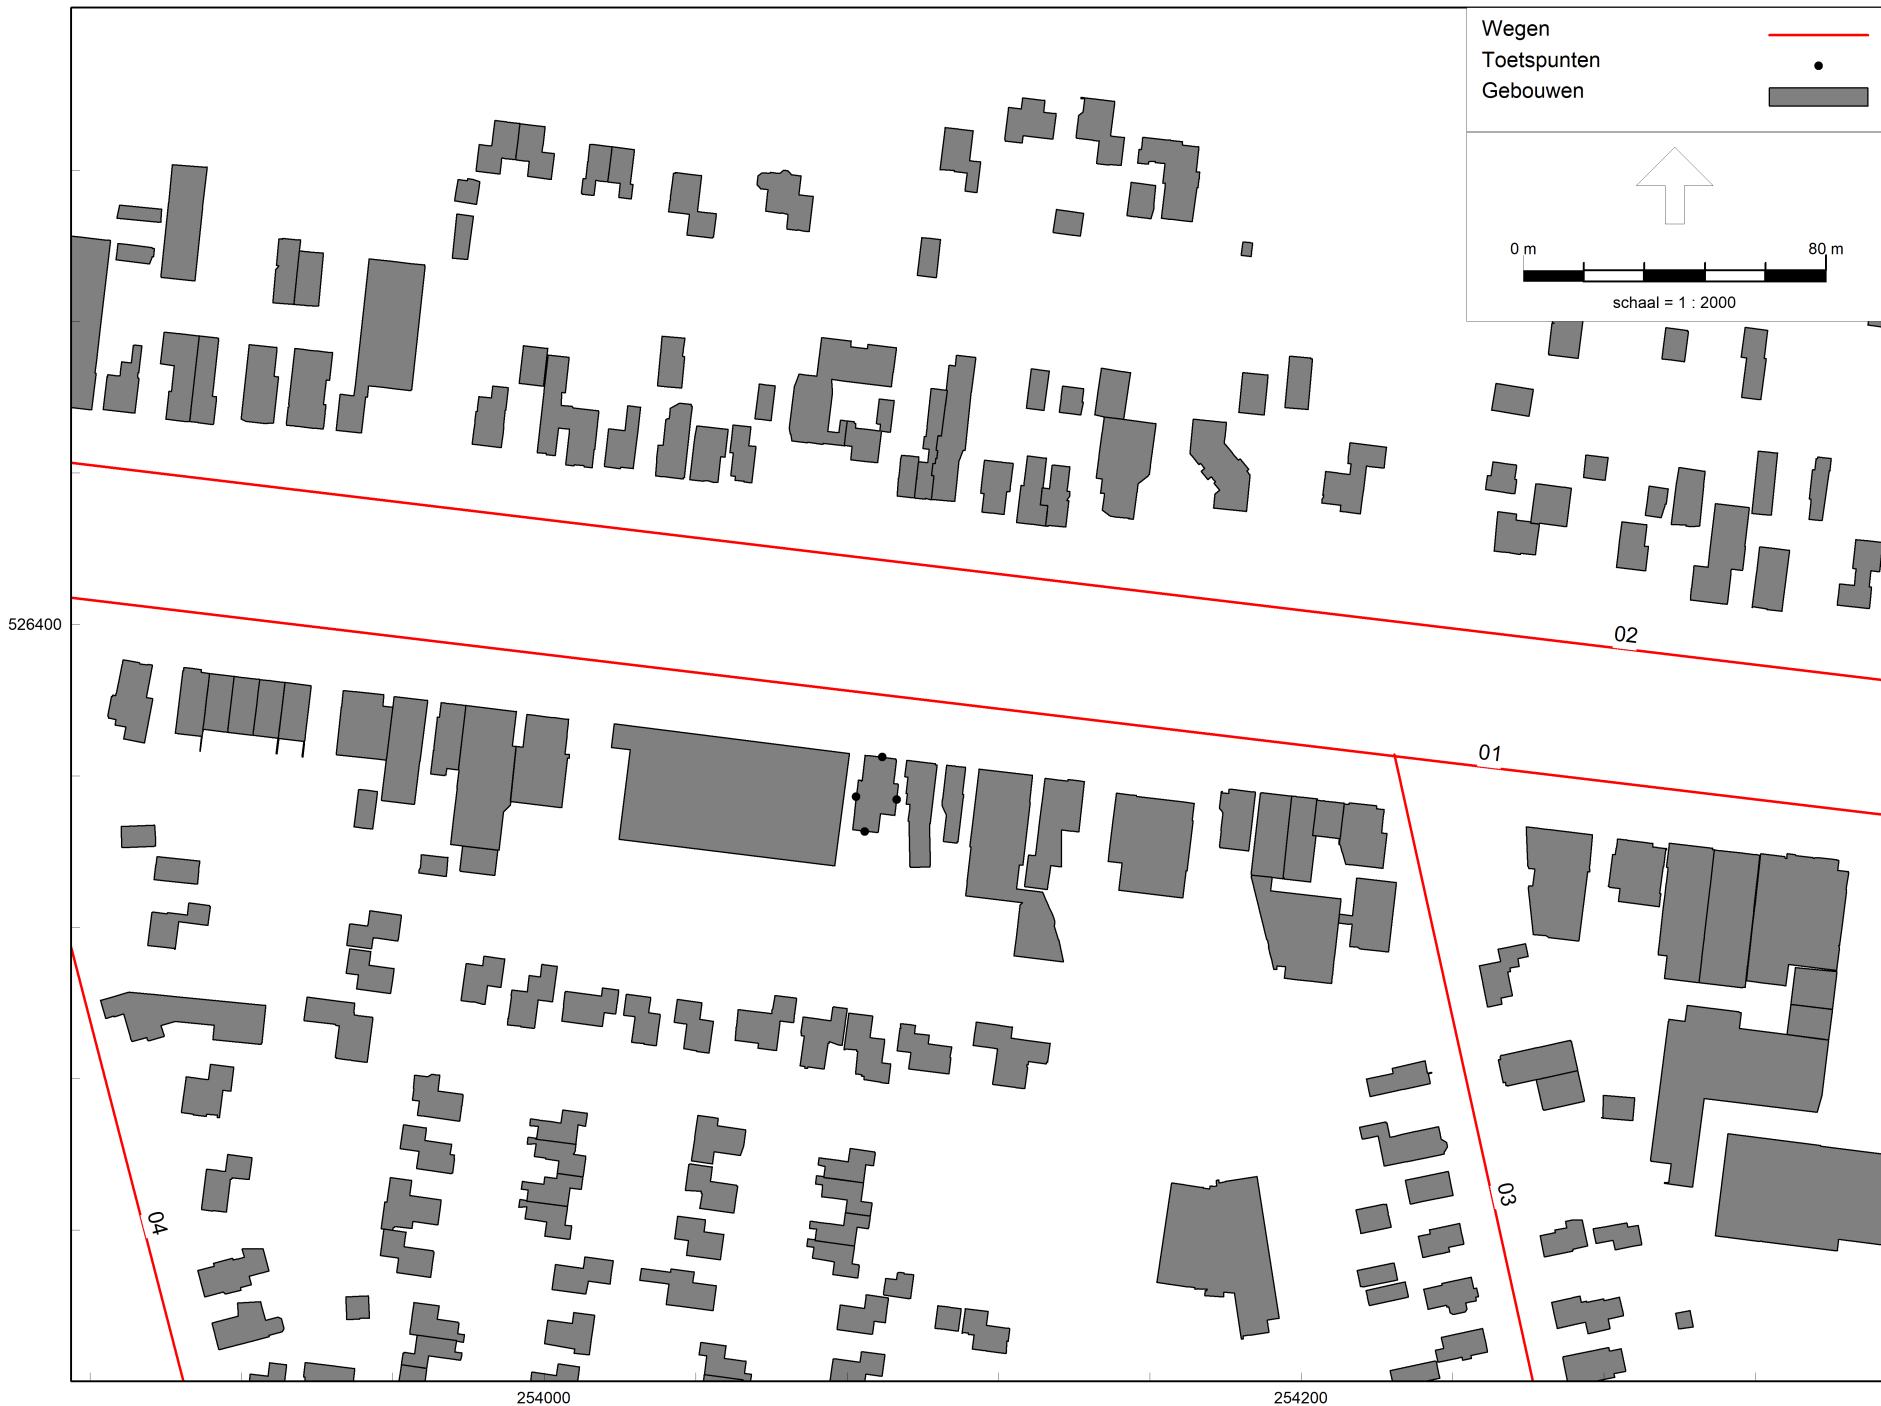 Wegen
Toetspunten
Gebouwen
0 m 80 m
schaal = 1 : 2000
526400
02
01
03
04
254000 254200